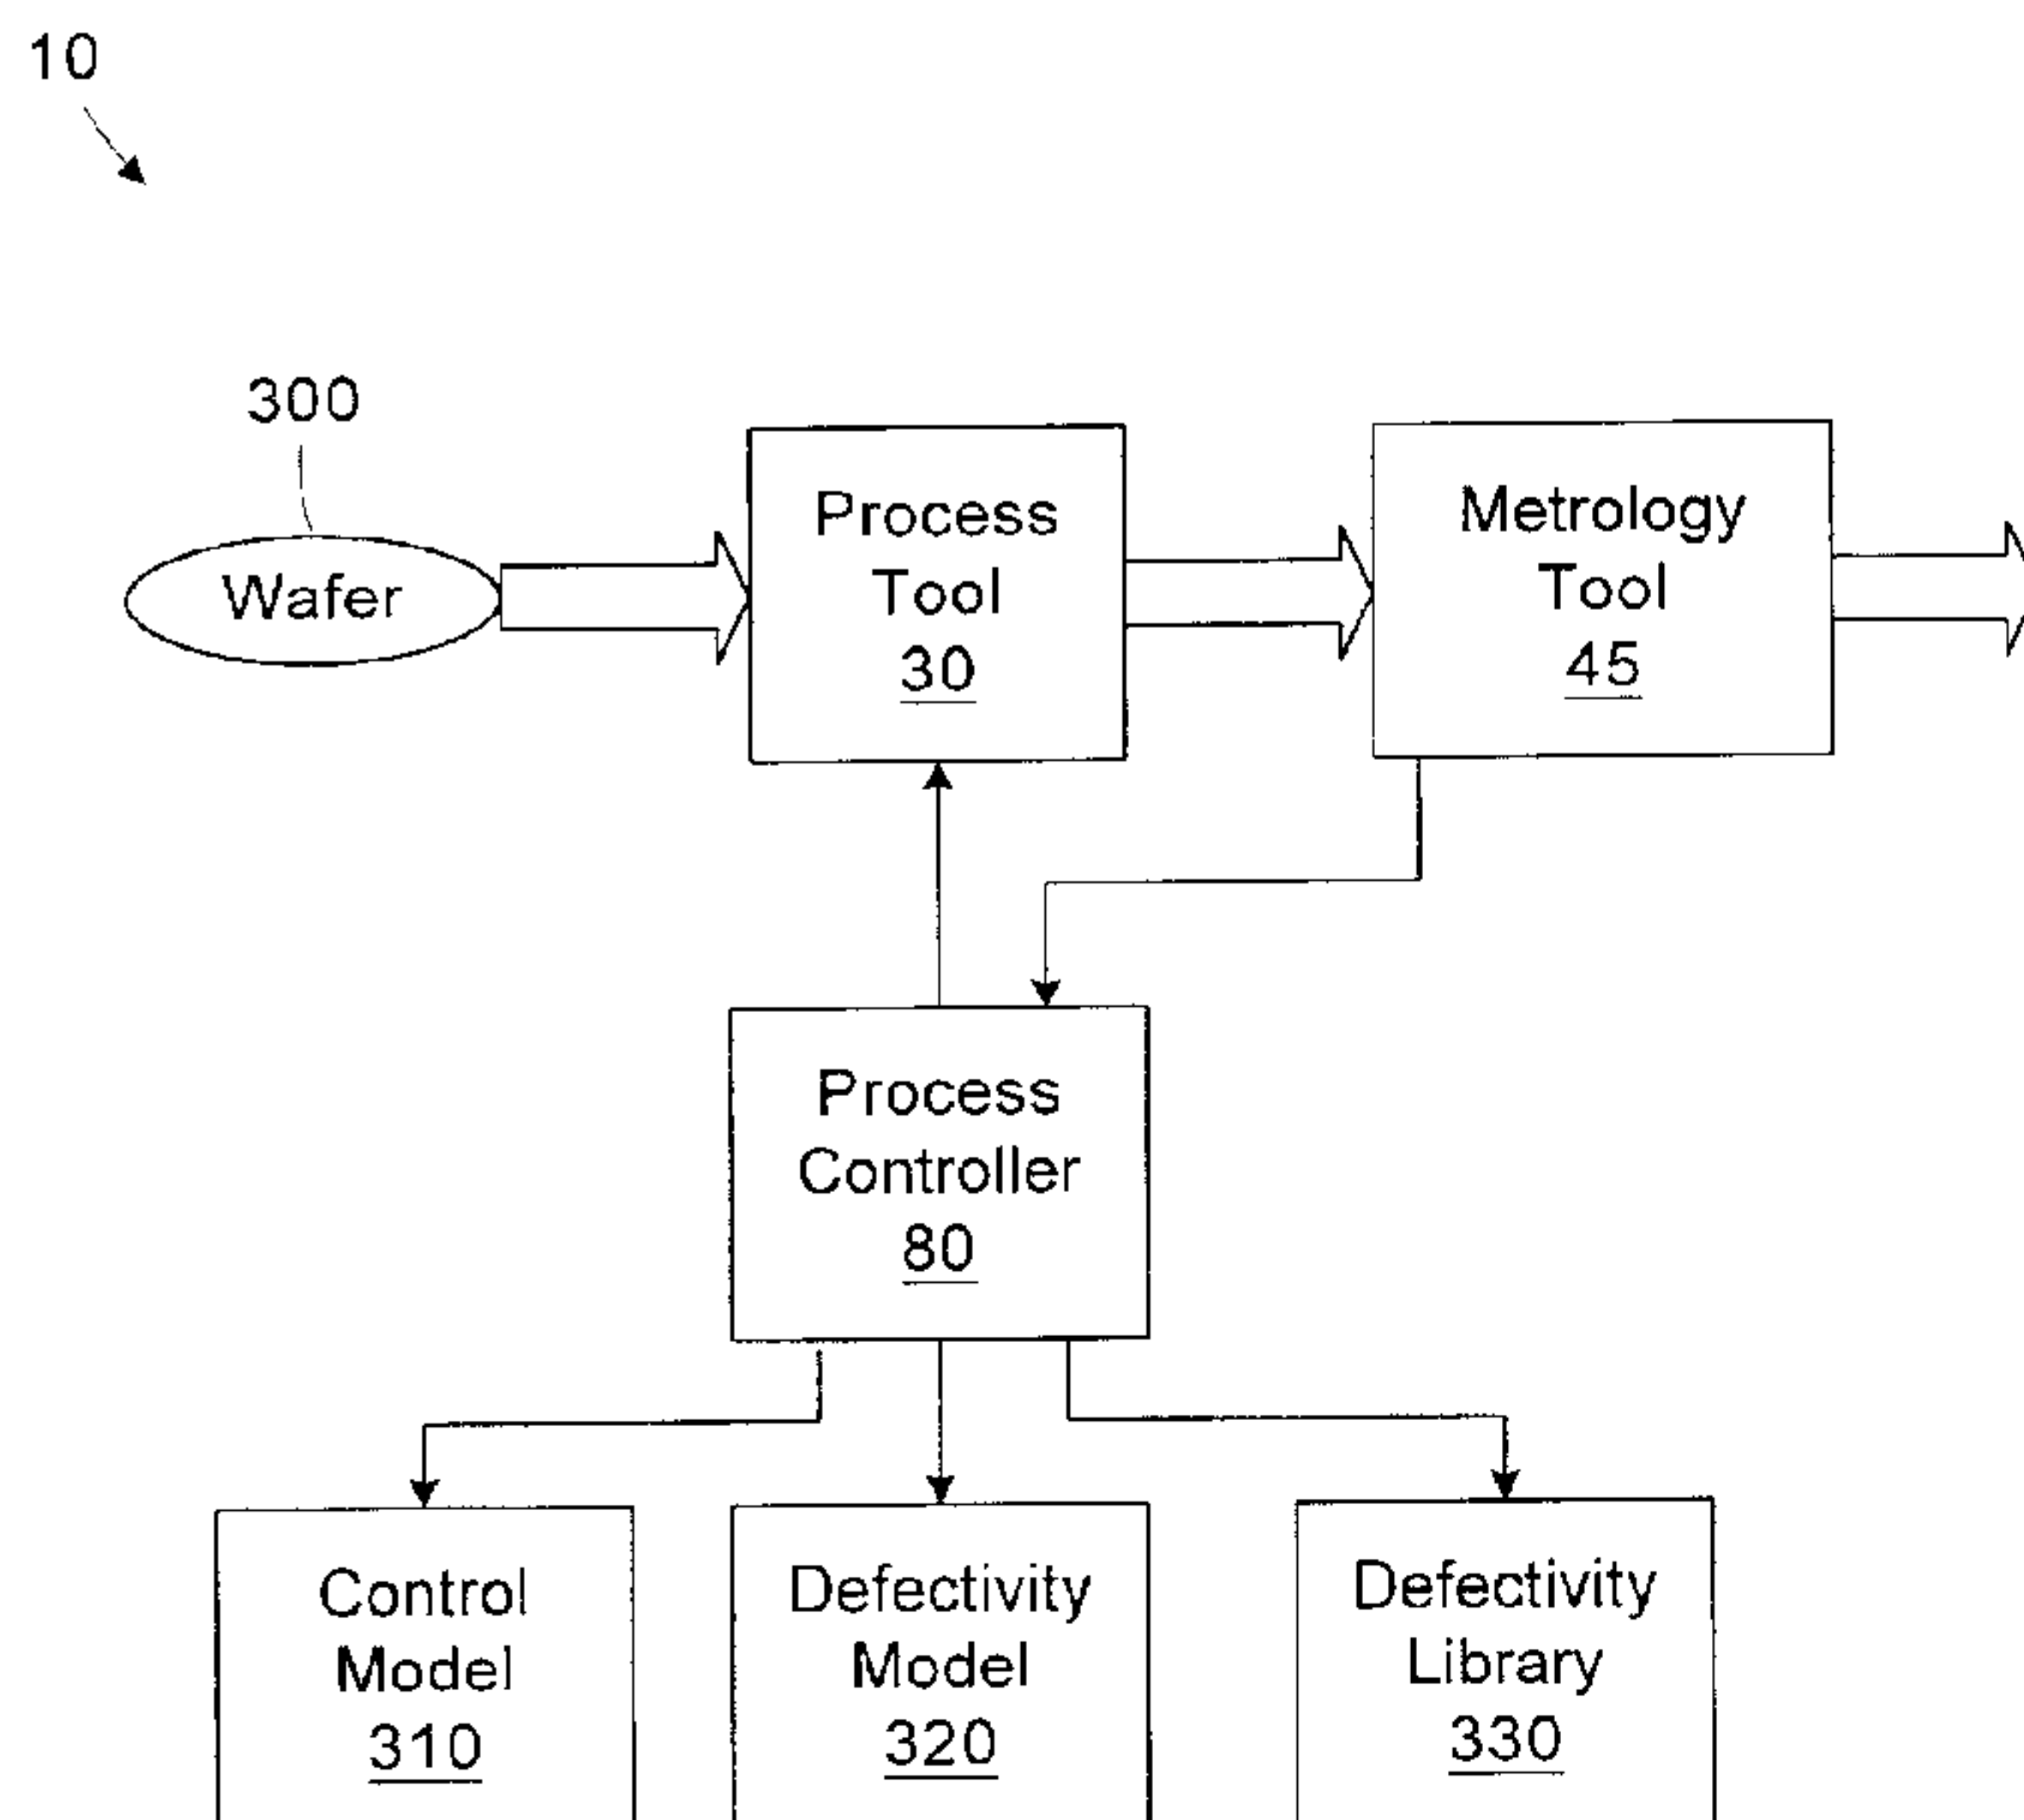 10
300
Wafer
Process
Tool
30
Metrology
Tool
45
Process
Controller
80
Control
Model
310
Defectivity
Model
320
Defectivity
Library
330